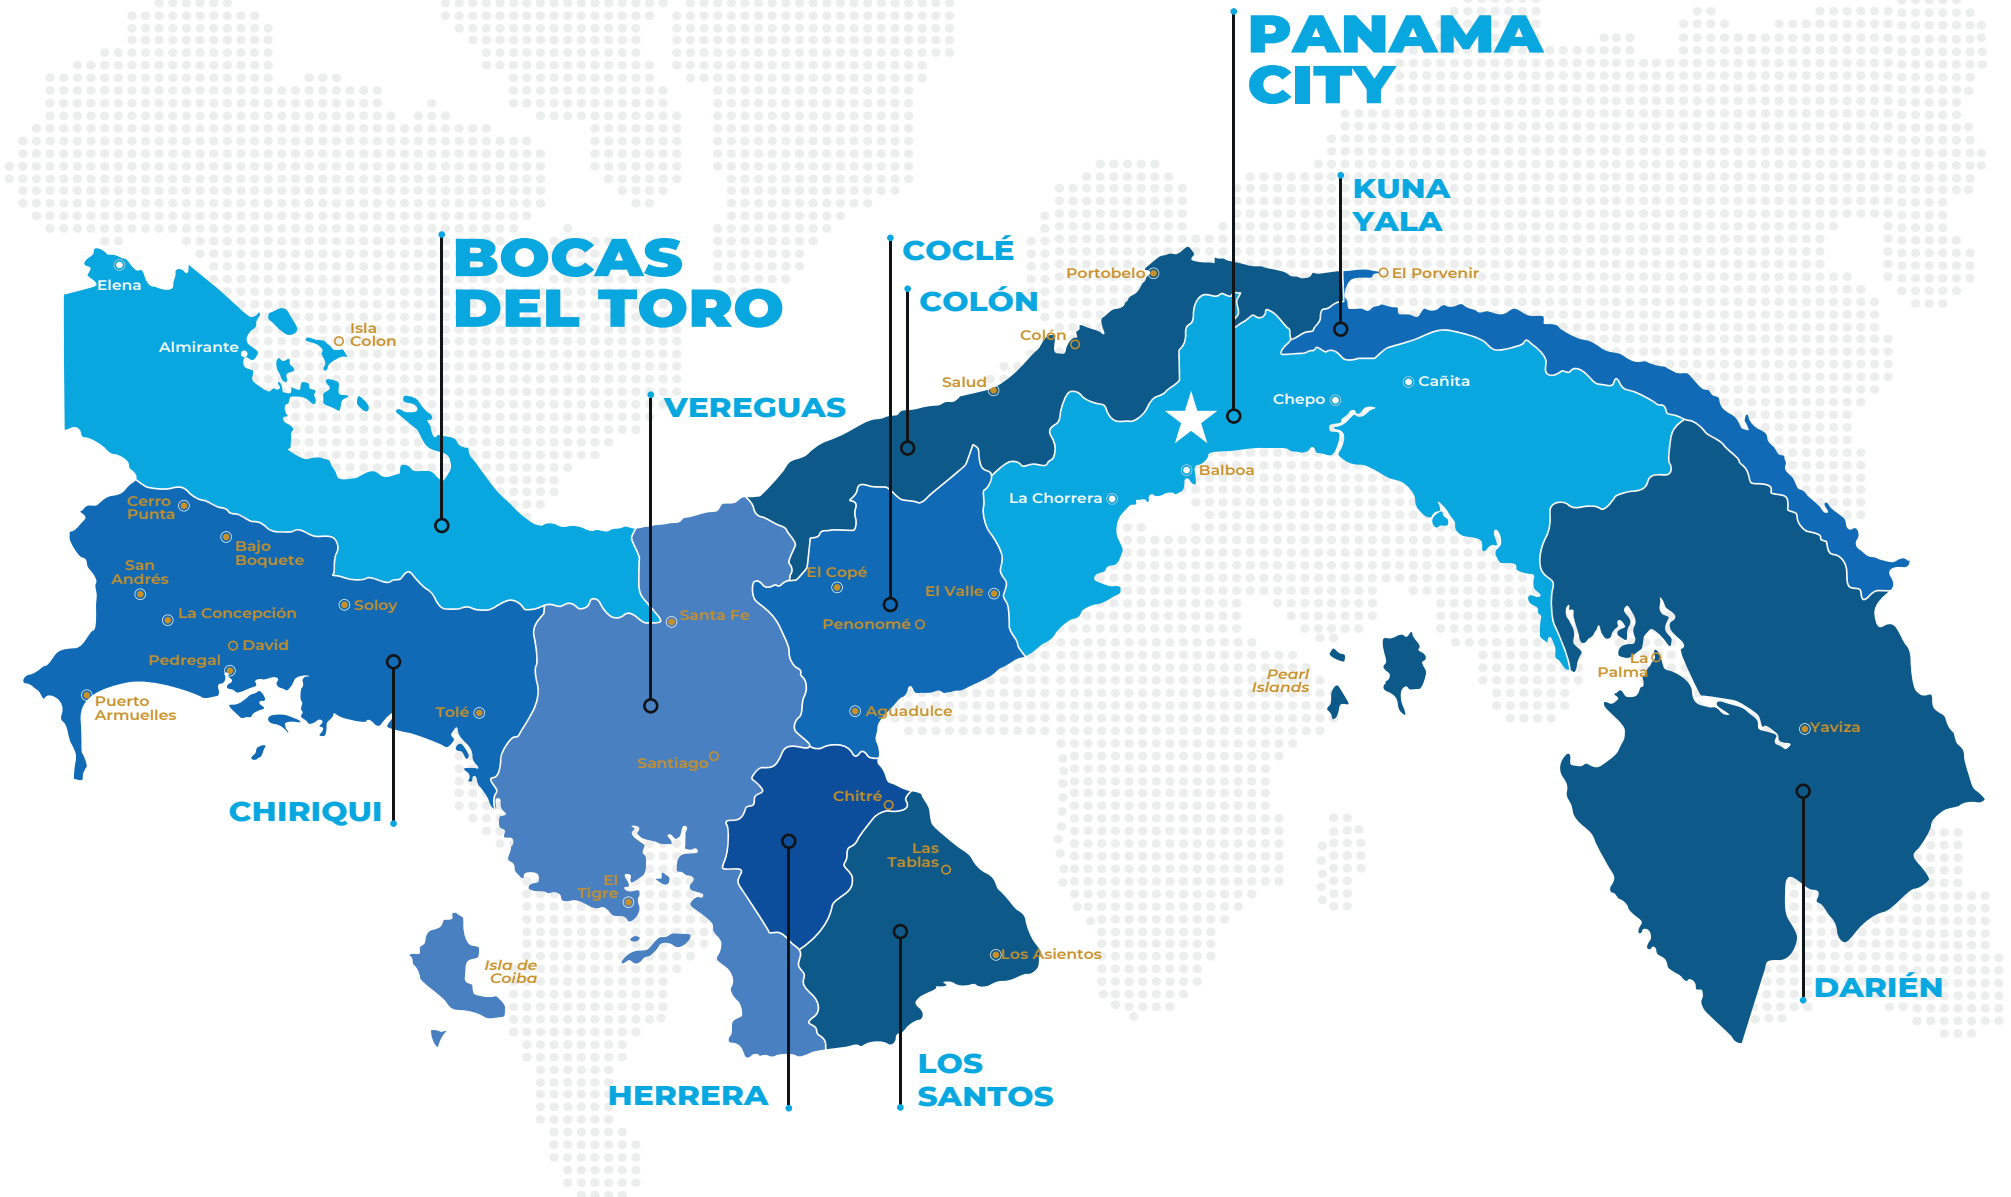 PANAMA
CITY
KUNA
YALA
BOCAS
DEL TORO
COCLÉ
COLÓN
Portobelo
El Porvenir
Elena
Isla
Colon
Almirante
Colón
Salud
Cañita
Chepo
VEREGUAS
Balboa
La Chorrera
Cerro
Punta
Bajo
Boquete
San
Andrés
El Copé
El Valle
Soloy
La Concepción
Santa Fe
Penonomé
David
Pedregal
La
Palma
Pearl
Islands
Puerto
Armuelles
Tolé
Aguadulce
Yaviza
Santiago
Chitré
CHIRIQUI
Las
Tablas
El
Tigre
Los Asientos
Isla de
Coiba
DARIÉN
LOS
SANTOS
HERRERA